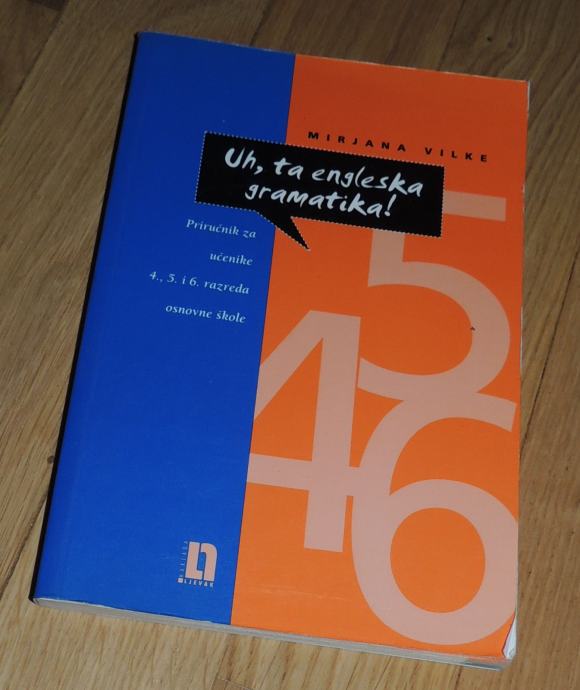 MIRJANA VILKE
Uh, ta engleska
gramatika!
Priručnik za
učenike
4., 5. i 6. razreda
osnovne škole
5
4
6
LJEVAK